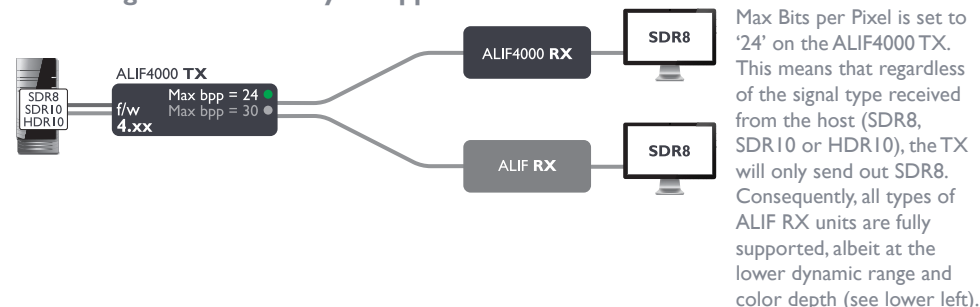 SDR8
SDR10
HDR10
ALIF4000 TX
f/w
4.xx
Max bpp = 24
Max bpp = 30
ALIF4000 RX
SDR8
ALIF RX
SDR8
Max Bits per Pixel is set to
‘24’ on the ALIF4000 TX.
This means that regardless
of the signal type received
from the host (SDR8,
SDR10 or HDR10), the TX
will only send out SDR8.
Consequently, all types of
ALIF RX units are fully
supported, albeit at the
lower dynamic range and
color depth (see lower left).